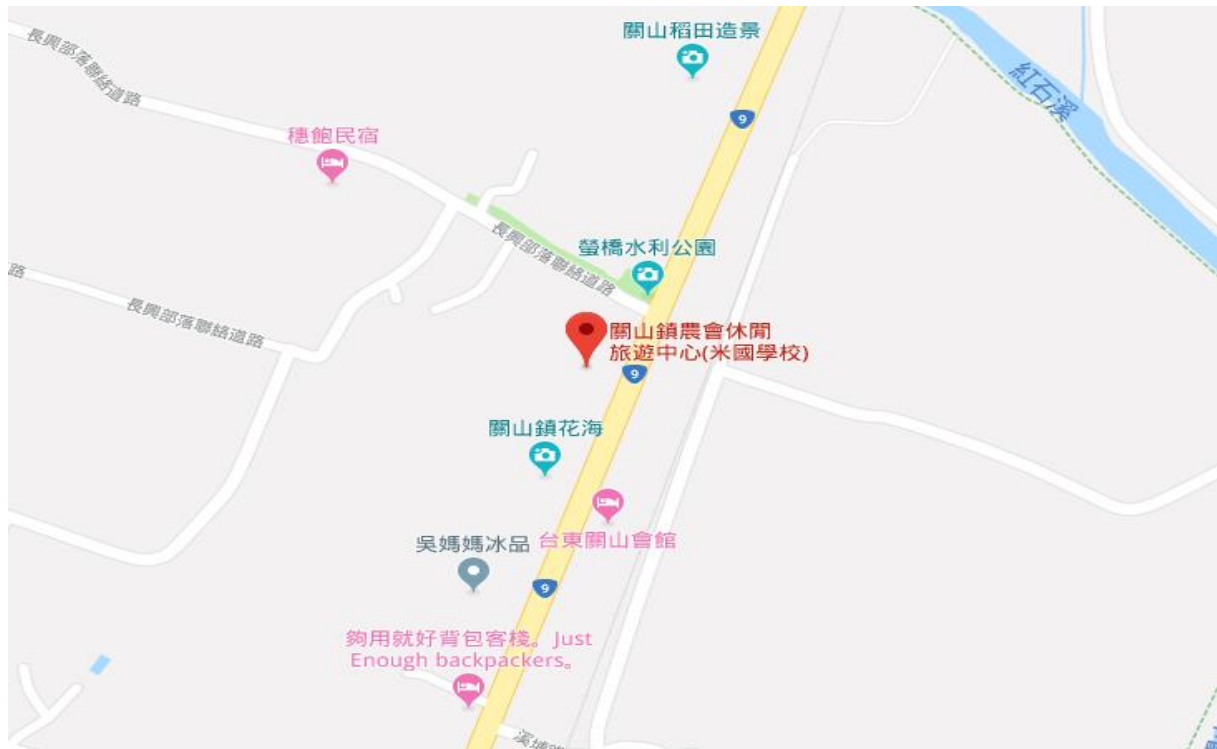 關山稻田造景
長興部落聯絡道路
紅石溪
9
穗飽民宿
長興部落聯絡道路
螢橋水利公園
路
長興部落聯絡道路
關山鎮農會休閒
旅遊中心(米國學校)
9
關山鎮花海
台東關山會館
吳媽媽冰品
9
夠用就好背包客棧。Just
Enough backpackers。
溪埔路